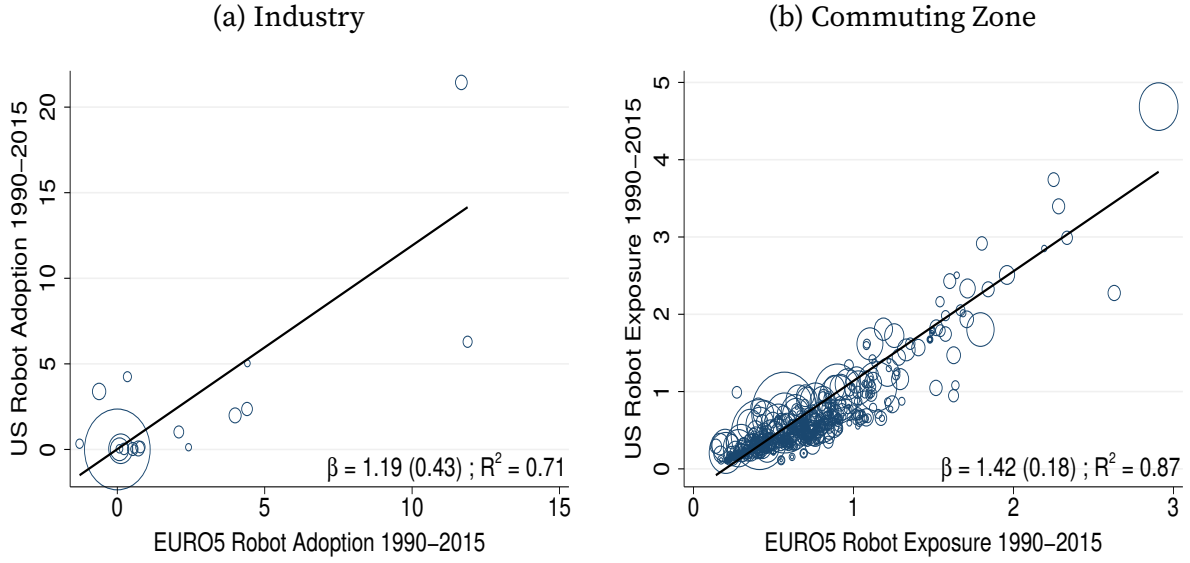 (a) Industry
US Robot Adoption 1990−2015
20
15
10
5
0
β = 1.19 (0.43) ; R² = 0.71
0 5 10 15
EURO5 Robot Adoption 1990−2015
(b) Commuting Zone
US Robot Exposure 1990−2015
5
4
3
2
1
0
β = 1.42 (0.18) ; R² = 0.87
0 1 2 3
EURO5 Robot Exposure 1990−2015